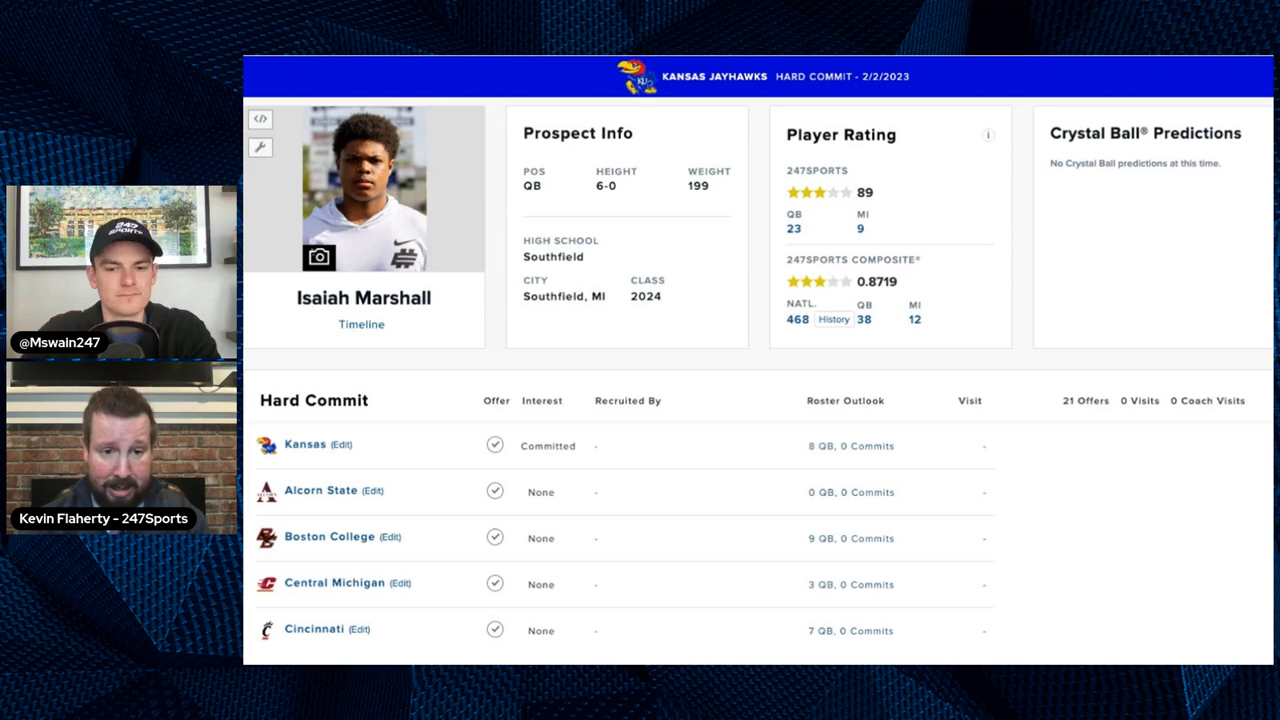 KANSAS JAYHAWKS HARD COMMIT - 2/2/2023
</>
Isaiah Marshall
Timeline
Prospect Info
POS HEIGHT WEIGHT
QB 6-0 199
HIGH SCHOOL
Southfield
CITY CLASS
Southfield, MI 2024
Player Rating i
247SPORTS
89
QB MI
23 9
247SPORTS COMPOSITE®
0.8719
NATL. QB MI
468 History 38 12
Crystal Ball® Predictions
No Crystal Ball predictions at this time.
247
SPORTS
@Mswain247
Kevin Flaherty - 247Sports
Hard Commit Offer Interest Recruited By Roster Outlook Visit 21 Offers 0 Visits 0 Coach Visits
Kansas (Edit) Committed - 8 QB, 0 Commits -
Alcorn State (Edit) None - 0 QB, 0 Commits -
Boston College (Edit) None - 9 QB, 0 Commits -
Central Michigan (Edit) None - 3 QB, 0 Commits -
Cincinnati (Edit) None - 7 QB, 0 Commits -